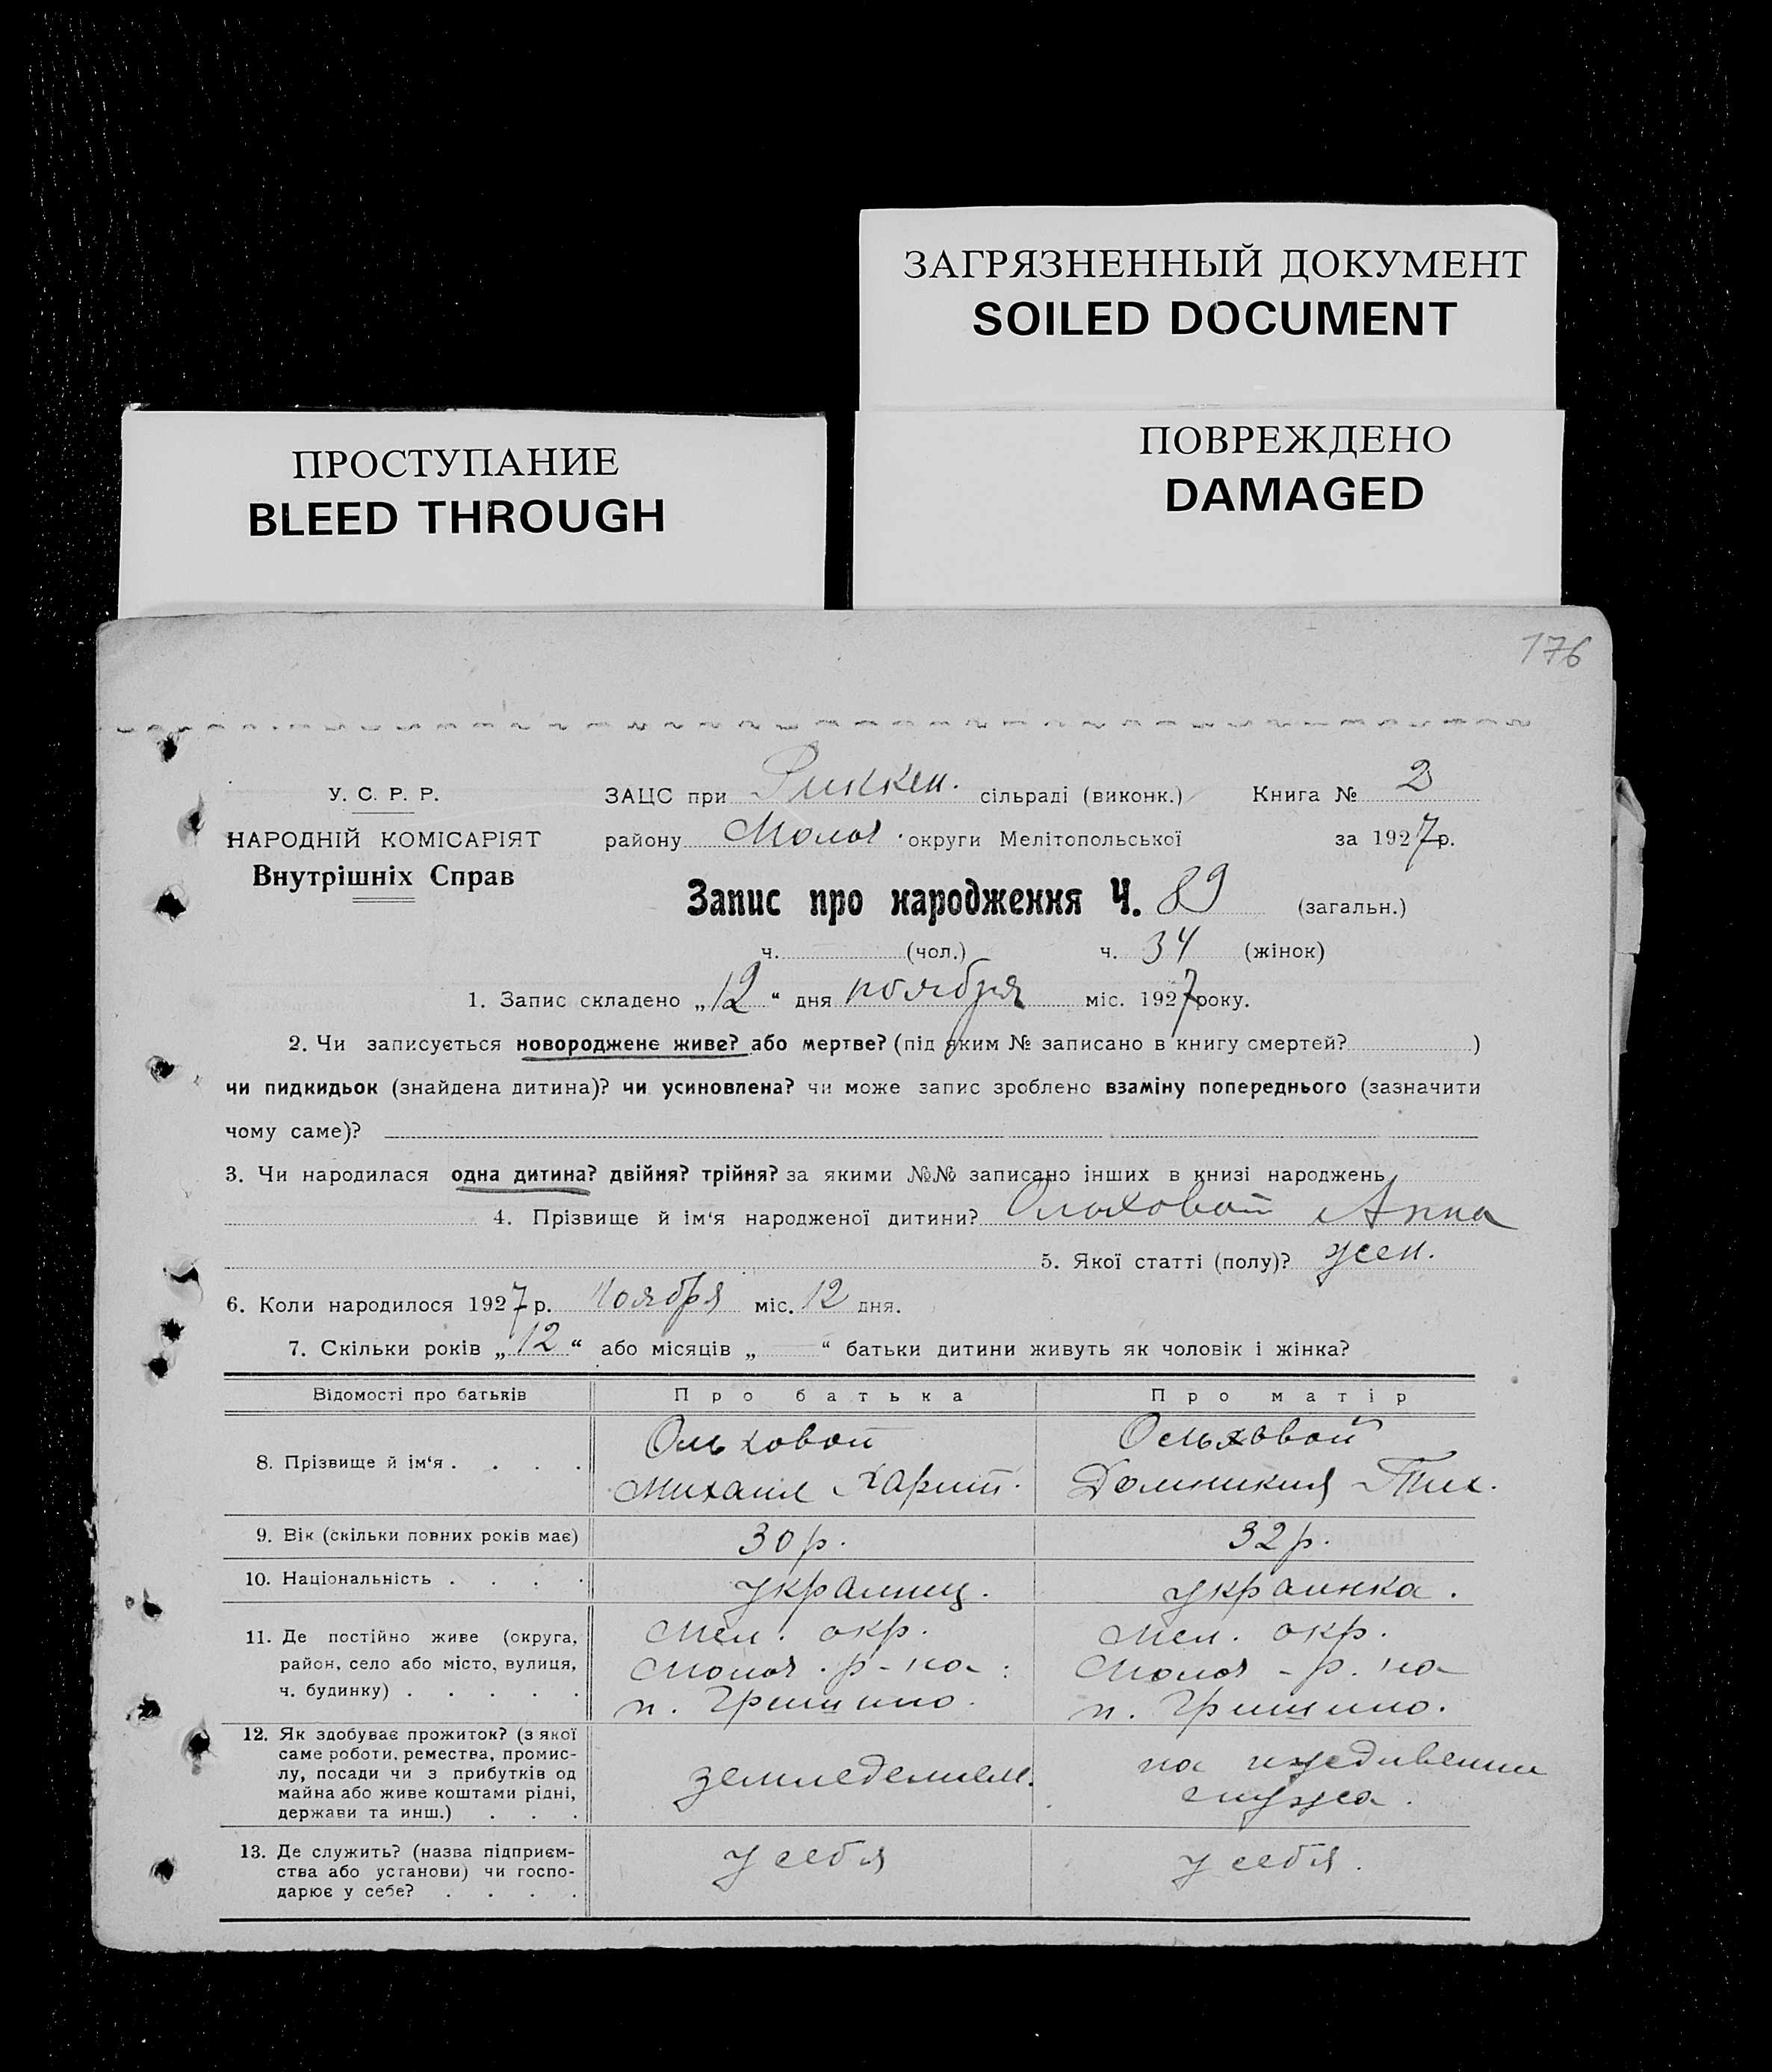 ЗАГРЯЗНЕННЫЙ ДОКУМЕНТ
SOILED DOCUMENT
ПРОСТУПАНИЕ
BLEED THROUGH
ПОВРЕЖДЕНО
DAMAGED
176
У. С. Р. Р.
НАРОДНІЙ КОМІСАРІЯТ
Внутрішніх Справ
ЗАЦС при Риккен. сільраді (виконк.) Книга № 2
району Молоч. округи Мелітопольської за 1927 р.
Запис про народження Ч. 89 (загальн.)
ч. (чол.) ч. 34 (жінок)
1. Запис складено „12“ дня ноября міс. 1927 року.
2. Чи записується новороджене живе? або мертве? (під яким № записано в книгу смертей? )
чи пидкидьок (знайдена дитина)? чи усиновлена? чи може запис зроблено взаміну попереднього (зазначити
чому саме)?
3. Чи народилася одна дитина? двійня? трійня? за якими №№ записано інших в книзі народжень
4. Прізвище й ім‘я народженої дитини? Ольховой Анна
5. Якої статті (полу)? жен.
6. Коли народилося 1927 р. Ноября міс. 12 дня.
7. Скільки років „12“ або місяців „—“ батьки дитини живуть як чоловік і жінка?
Відомості про батьків Про батька Про матір
8. Прізвище й ім‘я . . . .
Ольховой
Михаил Харит.
Ольховой
Домникия Тих.
9. Вік (скільки повних років має) 30 р. 32 р.
10. Національність . . . . украинц. украинка.
11. Де постійно живе (округа,
район, село або місто, вулиця,
ч. будинку) . . . . .
Мел. окр.
Молоч. р-на
п. Гришино.
Мел. окр.
Молоч. р-на
п. Гришино.
12. Як здобуває прожиток? (з якої
саме роботи, ремества, промис-
лу, посади чи з прибутків од
майна або живе коштами рідні,
держави та инш.) . . .
земледелием.
на иждивении
мужа.
13. Де служить? (назва підприєм-
ства або установи) чи госпо-
дарює у себе? . . . .
у себя
у себя.